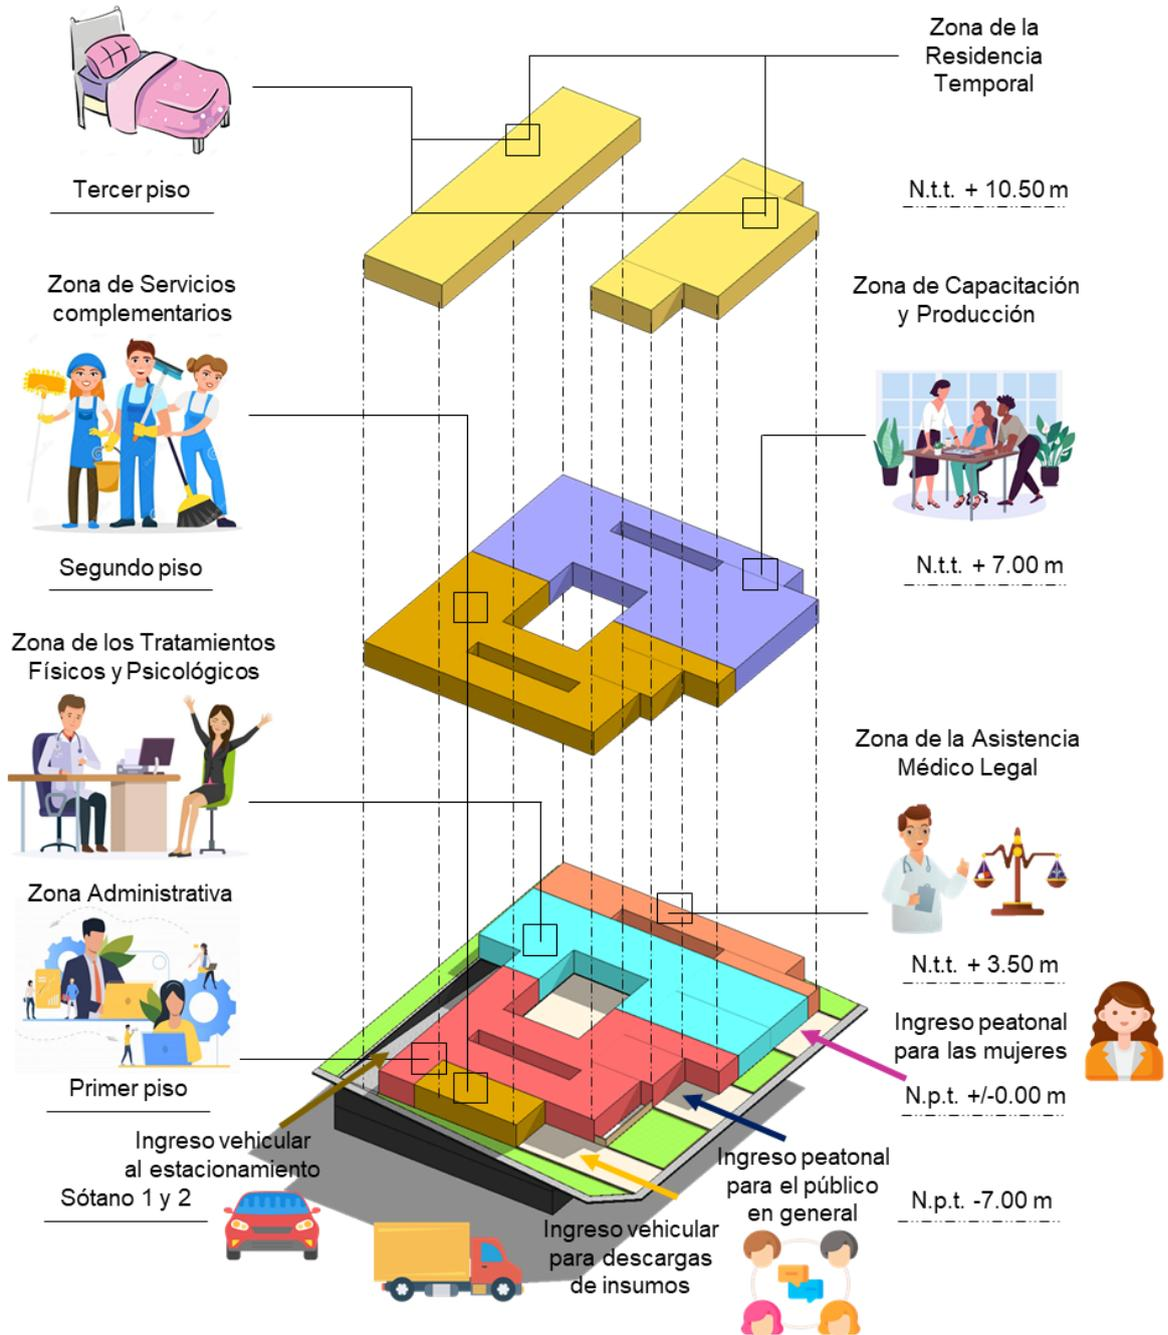 Zona de la
Residencia
Temporal
Tercer piso
N.t.t. + 10.50 m
Zona de Servicios
complementarios
Zona de Capacitación
y Producción
Segundo piso
N.t.t. + 7.00 m
Zona de los Tratamientos
Físicos y Psicológicos
Zona de la Asistencia
Médico Legal
Zona Administrativa
N.t.t. + 3.50 m
Ingreso peatonal
para las mujeres
Primer piso
N.p.t. +/-0.00 m
Ingreso vehicular
al estacionamiento
Ingreso peatonal
para el público
en general
Sótano 1 y 2
N.p.t. -7.00 m
Ingreso vehicular
para descargas
de insumos